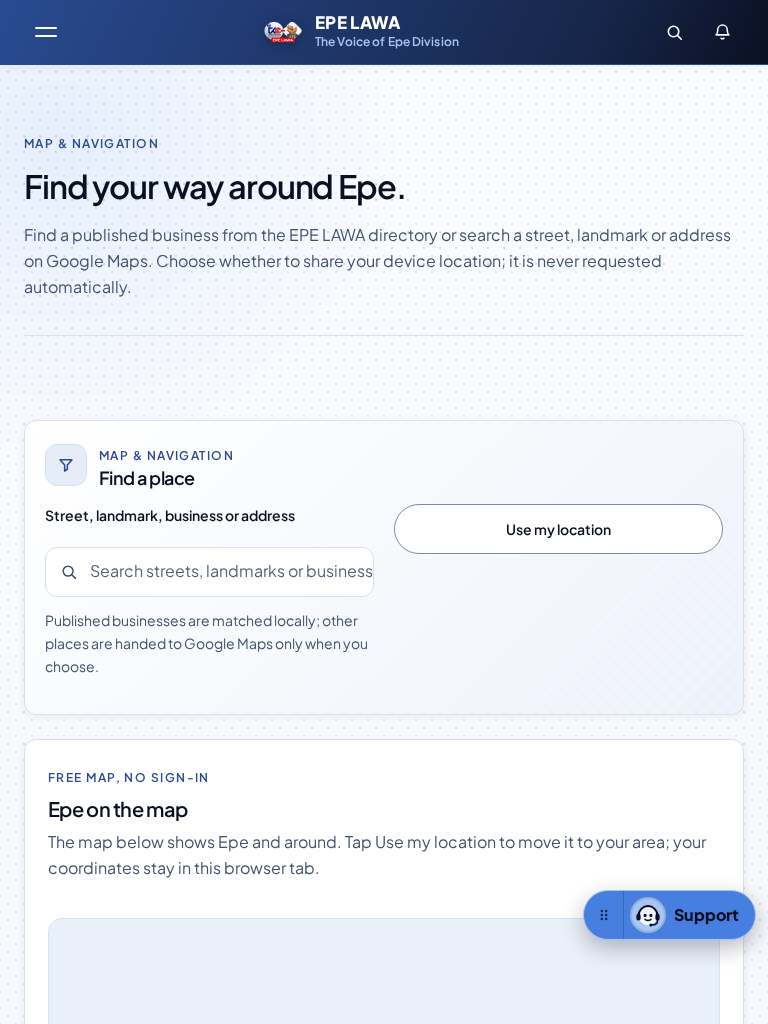 EPE LAWA
The Voice of Epe Division
MAP & NAVIGATION
Find your way around Epe.
Find a published business from the EPE LAWA directory or search a street, landmark or address
on Google Maps. Choose whether to share your device location; it is never requested
automatically.
MAP & NAVIGATION
Find a place
Street, landmark, business or address
Use my location
Search streets, landmarks or business
Published businesses are matched locally; other
places are handed to Google Maps only when you
choose.
FREE MAP, NO SIGN-IN
Epe on the map
The map below shows Epe and around. Tap Use my location to move it to your area; your
coordinates stay in this browser tab.
Support